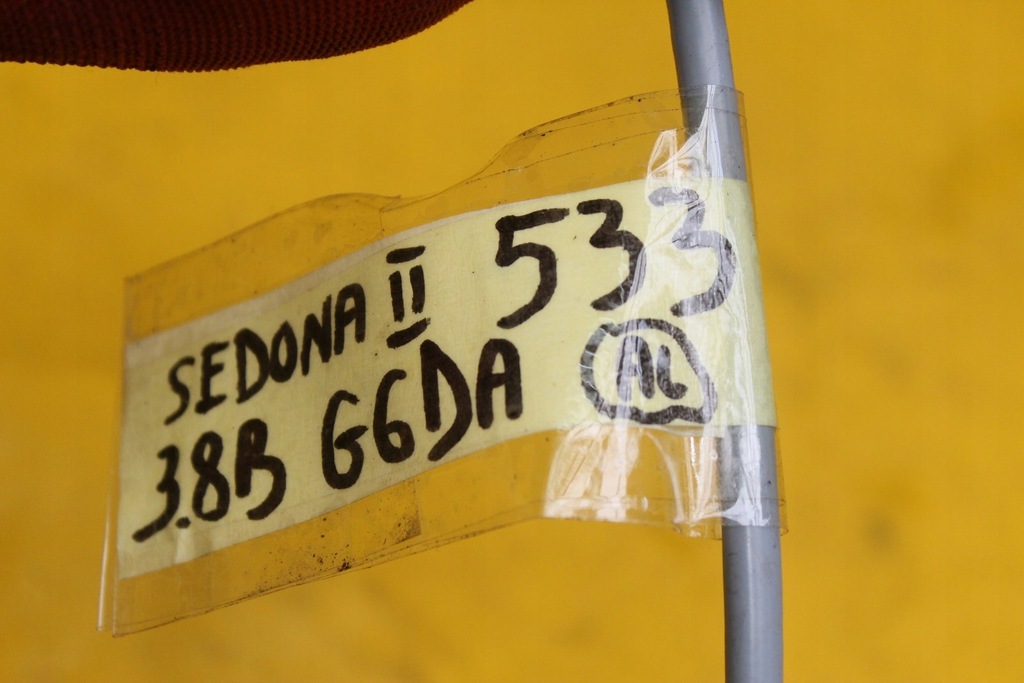 SEDONA II 533
3.8B G6DA AL